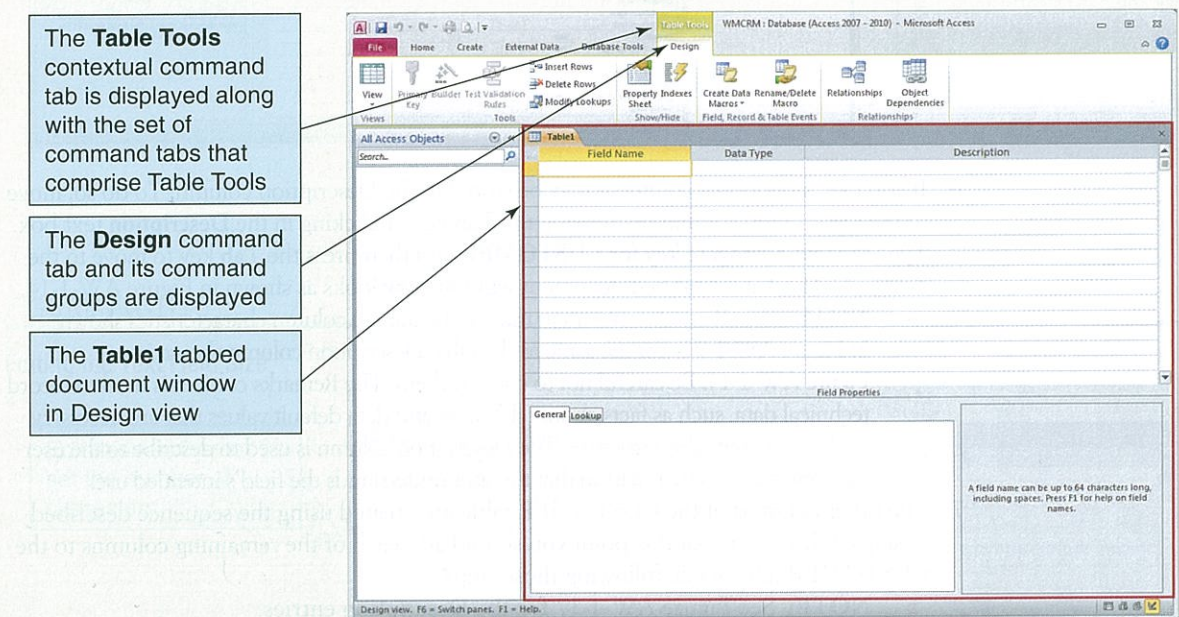 The Table Tools
contextual command
tab is displayed along
with the set of
command tabs that
comprise Table Tools
The Design command
tab and its command
groups are displayed
The Table1 tabbed
document window
in Design view
Table Tools
WMCRM : Database (Access 2007 - 2010) - Microsoft Access
File Home Create External Data Database Tools Design
View
Views
Primary Key
Builder
Test Validation Rules
Insert Rows
Delete Rows
Modify Lookups
Tools
Property Sheet
Indexes
Show/Hide
Create Data Macros
Rename/Delete Macro
Field, Record & Table Events
Relationships
Object Dependencies
Relationships
All Access Objects
Search...
Table1
Field Name Data Type Description
Field Properties
General Lookup
A field name can be up to 64 characters long,
including spaces. Press F1 for help on field
names.
Design view. F6 = Switch panes. F1 = Help.